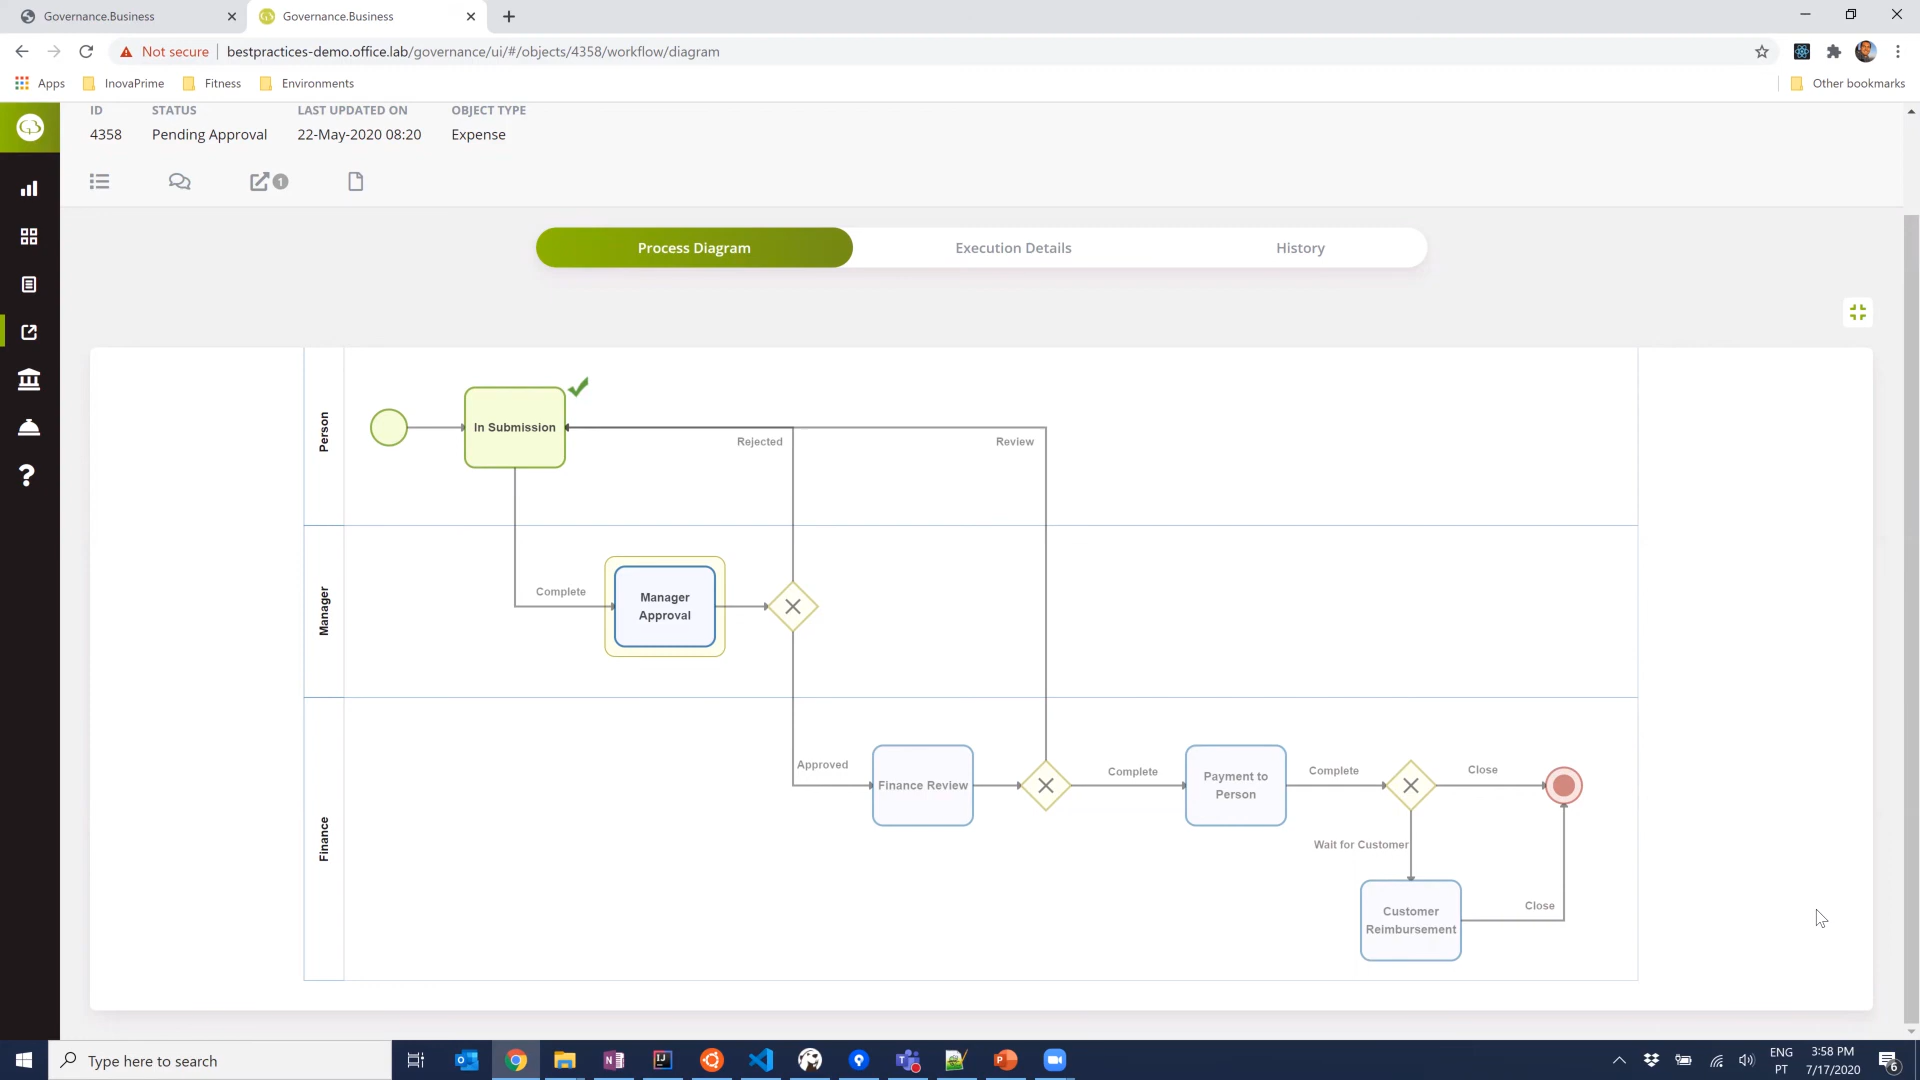 Governance.Business
Governance.Business
Not secure
bestpractices-demo.office.lab/governance/ui/#/objects/4358/workflow/diagram
Apps
InovaPrime
Fitness
Environments
Other bookmarks
ID
STATUS
LAST UPDATED ON
OBJECT TYPE
4358
Pending Approval
22-May-2020 08:20
Expense
1
Process Diagram
Execution Details
History
Person
In Submission
Rejected
Review
Manager
Complete
Manager
Approval
Finance
Approved
Finance Review
Complete
Payment to
Person
Complete
Close
Wait for Customer
Customer
Reimbursement
Close
Type here to search
ENG
PT
3:58 PM
7/17/2020
6